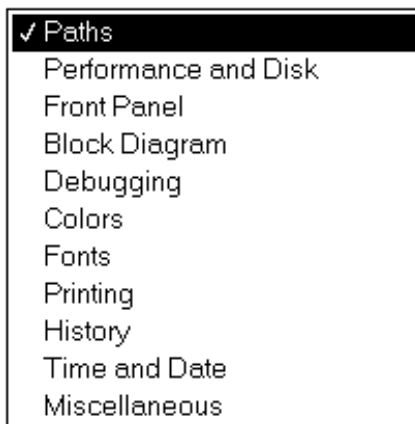 ✓ Paths
Performance and Disk
Front Panel
Block Diagram
Debugging
Colors
Fonts
Printing
History
Time and Date
Miscellaneous